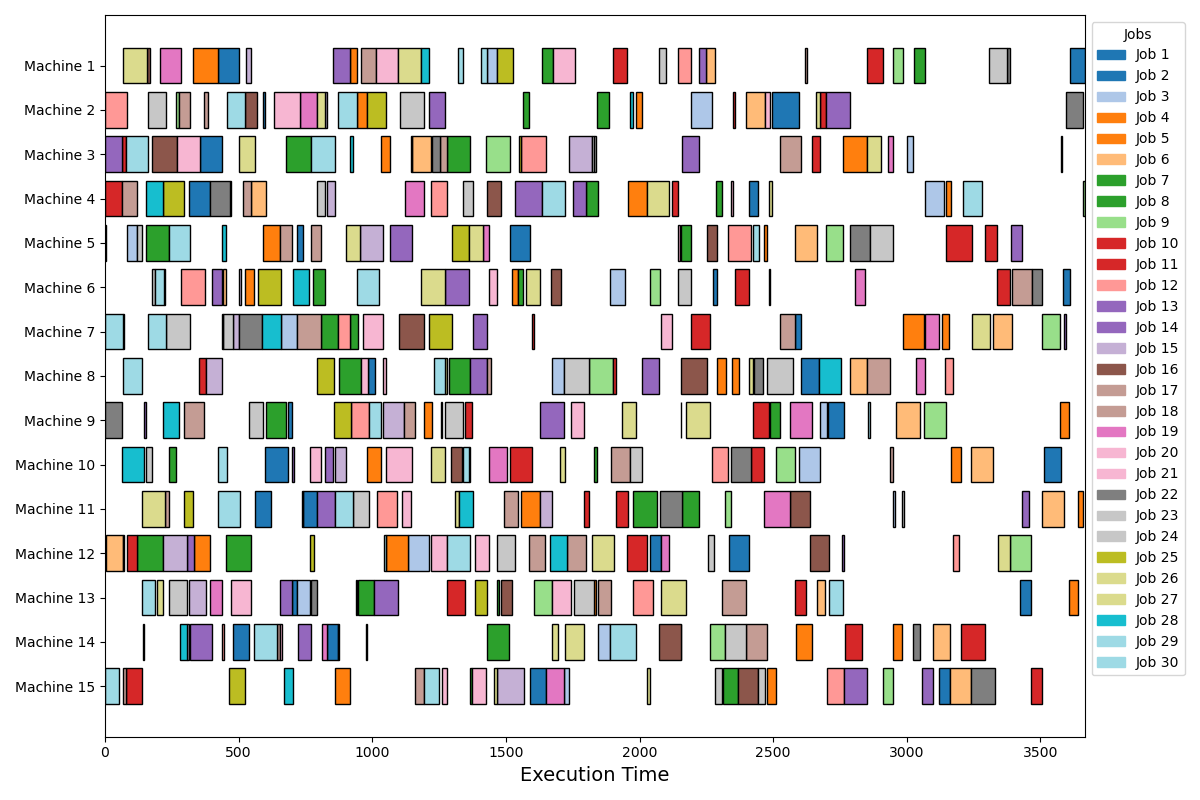 Machine 1
Machine 2
Machine 3
Machine 4
Machine 5
Machine 6
Machine 7
Machine 8
Machine 9
Machine 10
Machine 11
Machine 12
Machine 13
Machine 14
Machine 15
0 500 1000 1500 2000 2500 3000 3500
Execution Time
Jobs
Job 1
Job 2
Job 3
Job 4
Job 5
Job 6
Job 7
Job 8
Job 9
Job 10
Job 11
Job 12
Job 13
Job 14
Job 15
Job 16
Job 17
Job 18
Job 19
Job 20
Job 21
Job 22
Job 23
Job 24
Job 25
Job 26
Job 27
Job 28
Job 29
Job 30